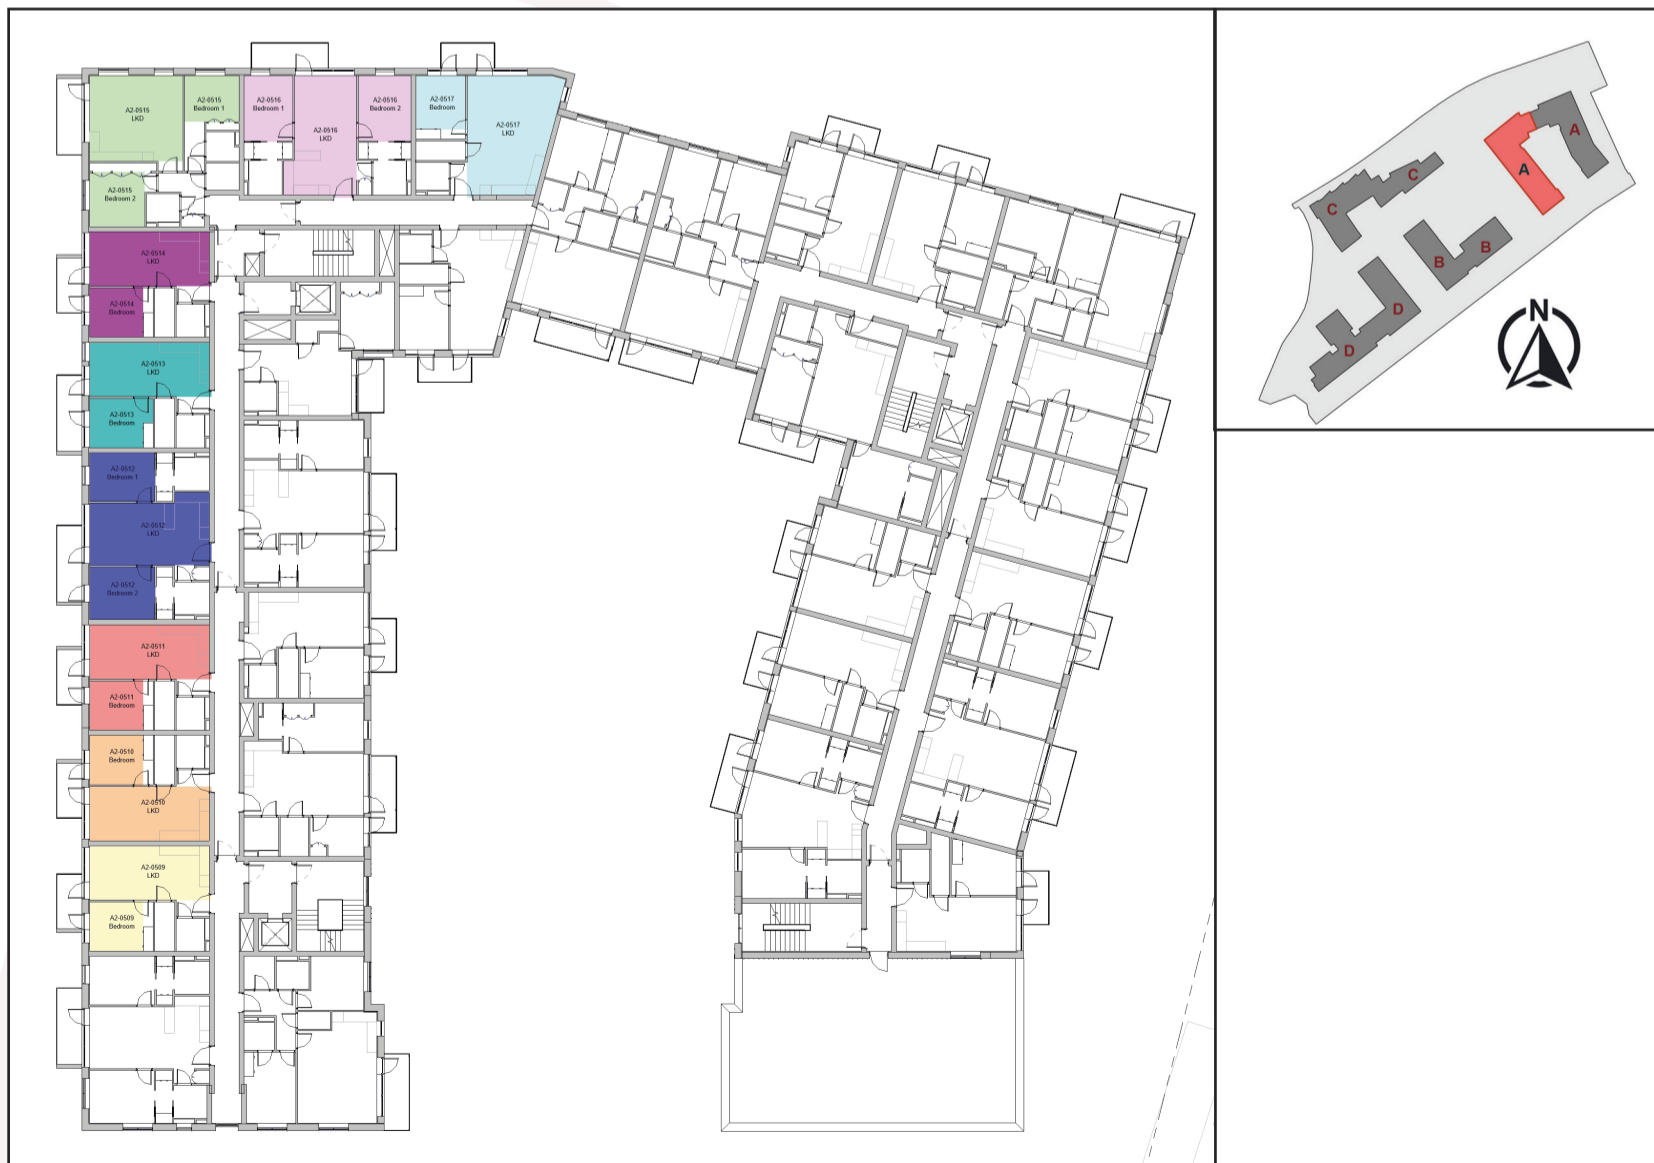 A2-0515
LKD
A2-0515
Bedroom 1
A2-0516
Bedroom 1
A2-0516
LKD
A2-0516
Bedroom 2
A2-0517
Bedroom
A2-0517
LKD
A2-0515
Bedroom 2
A2-0514
LKD
A2-0514
Bedroom
A2-0513
LKD
A2-0513
Bedroom
A2-0512
Bedroom 1
A2-0512
LKD
A2-0512
Bedroom 2
A2-0511
LKD
A2-0511
Bedroom
A2-0510
Bedroom
A2-0510
LKD
A2-0509
LKD
A2-0509
Bedroom
A
A
C
C
B
B
D
D
N